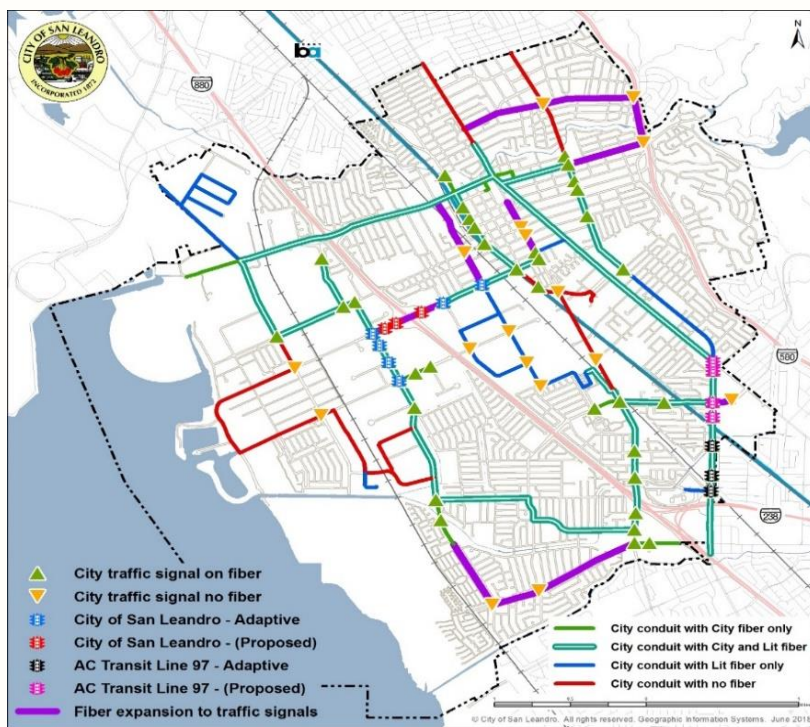 CITY OF SAN LEANDRO
INCORPORATED 1872
ba
N
880
580
238
City traffic signal on fiber
City traffic signal no fiber
City of San Leandro - Adaptive
City of San Leandro - (Proposed)
AC Transit Line 97 - Adaptive
AC Transit Line 97 - (Proposed)
Fiber expansion to traffic signals
City conduit with City fiber only
City conduit with City and Lit fiber
City conduit with Lit fiber only
City conduit with no fiber
© City of San Leandro. All rights reserved. Geographic Information Systems: June